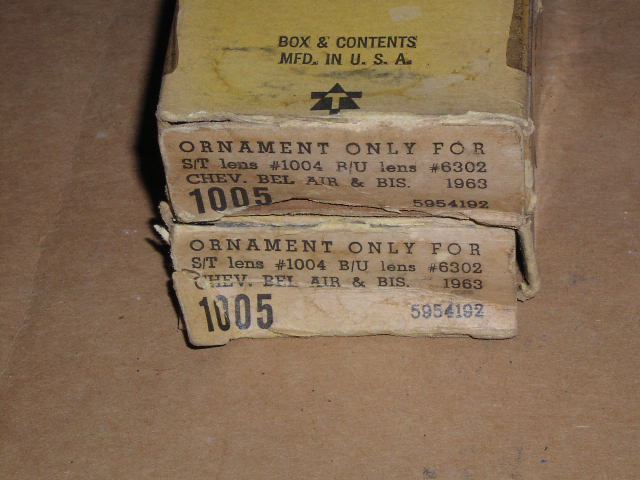 BOX & CONTENTS
MFD. IN U. S. A.
T
ORNAMENT ONLY FOR
S/T lens #1004 B/U lens #6302
CHEV. BEL AIR & BIS. 1963
1005 5954192
ORNAMENT ONLY FOR
S/T lens #1004 B/U lens #6302
CHEV. BEL AIR & BIS. 1963
1005 5954192